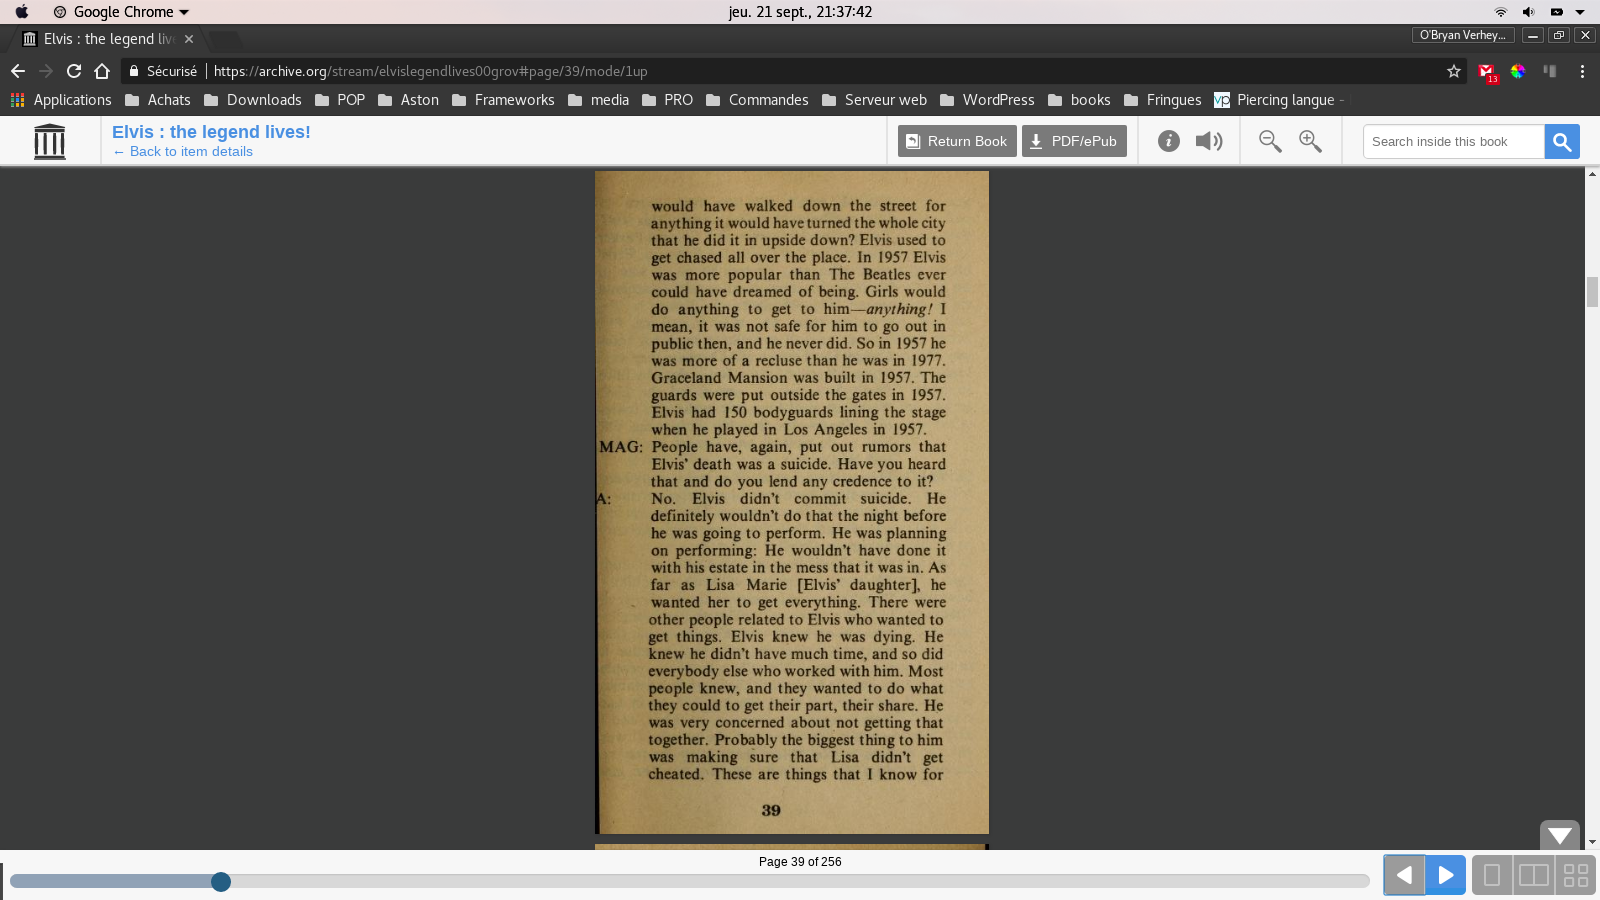 Google Chrome
jeu. 21 sept., 21:37:42
Elvis : the legend liv
O'Bryan Verhey...
Sécurisé
https://archive.org/stream/elvislegendlives00grov#page/39/mode/1up
13
Applications
Achats
Downloads
POP
Aston
Frameworks
media
PRO
Commandes
Serveur web
WordPress
books
Fringues
vp
Piercing langue -
Elvis : the legend lives!
← Back to item details
Return Book
PDF/ePub
Search inside this book
would have walked down the street for
anything it would have turned the whole city
that he did it in upside down? Elvis used to
get chased all over the place. In 1957 Elvis
was more popular than The Beatles ever
could have dreamed of being. Girls would
do anything to get to him—anything! I
mean, it was not safe for him to go out in
public then, and he never did. So in 1957 he
was more of a recluse than he was in 1977.
Graceland Mansion was built in 1957. The
guards were put outside the gates in 1957.
Elvis had 150 bodyguards lining the stage
when he played in Los Angeles in 1957.
MAG: People have, again, put out rumors that
Elvis' death was a suicide. Have you heard
that and do you lend any credence to it?
A: No. Elvis didn't commit suicide. He
definitely wouldn't do that the night before
he was going to perform. He was planning
on performing: He wouldn't have done it
with his estate in the mess that it was in. As
far as Lisa Marie [Elvis' daughter], he
wanted her to get everything. There were
other people related to Elvis who wanted to
get things. Elvis knew he was dying. He
knew he didn't have much time, and so did
everybody else who worked with him. Most
people knew, and they wanted to do what
they could to get their part, their share. He
was very concerned about not getting that
together. Probably the biggest thing to him
was making sure that Lisa didn't get
cheated. These are things that I know for
39
Page 39 of 256